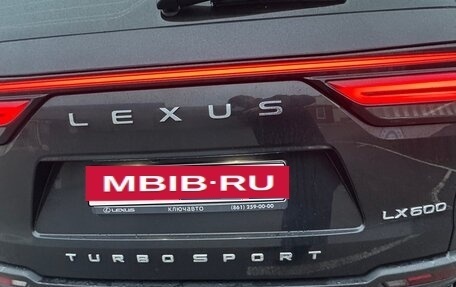 LEXUS
MBIB-RU
LEXUS КЛЮЧАВТО (861) 259-00-00
LX600
TURBO SPORT